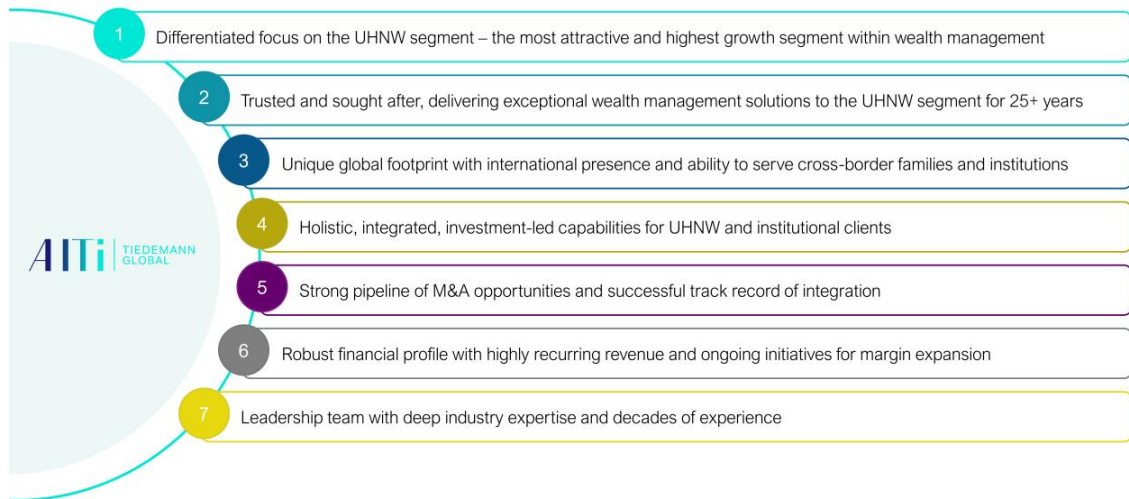 1
Differentiated focus on the UHNW segment – the most attractive and highest growth segment within wealth management
2
Trusted and sought after, delivering exceptional wealth management solutions to the UHNW segment for 25+ years
3
Unique global footprint with international presence and ability to serve cross-border families and institutions
4
Holistic, integrated, investment-led capabilities for UHNW and institutional clients
AlTi
TIEDEMANN
GLOBAL
5
Strong pipeline of M&A opportunities and successful track record of integration
6
Robust financial profile with highly recurring revenue and ongoing initiatives for margin expansion
7
Leadership team with deep industry expertise and decades of experience